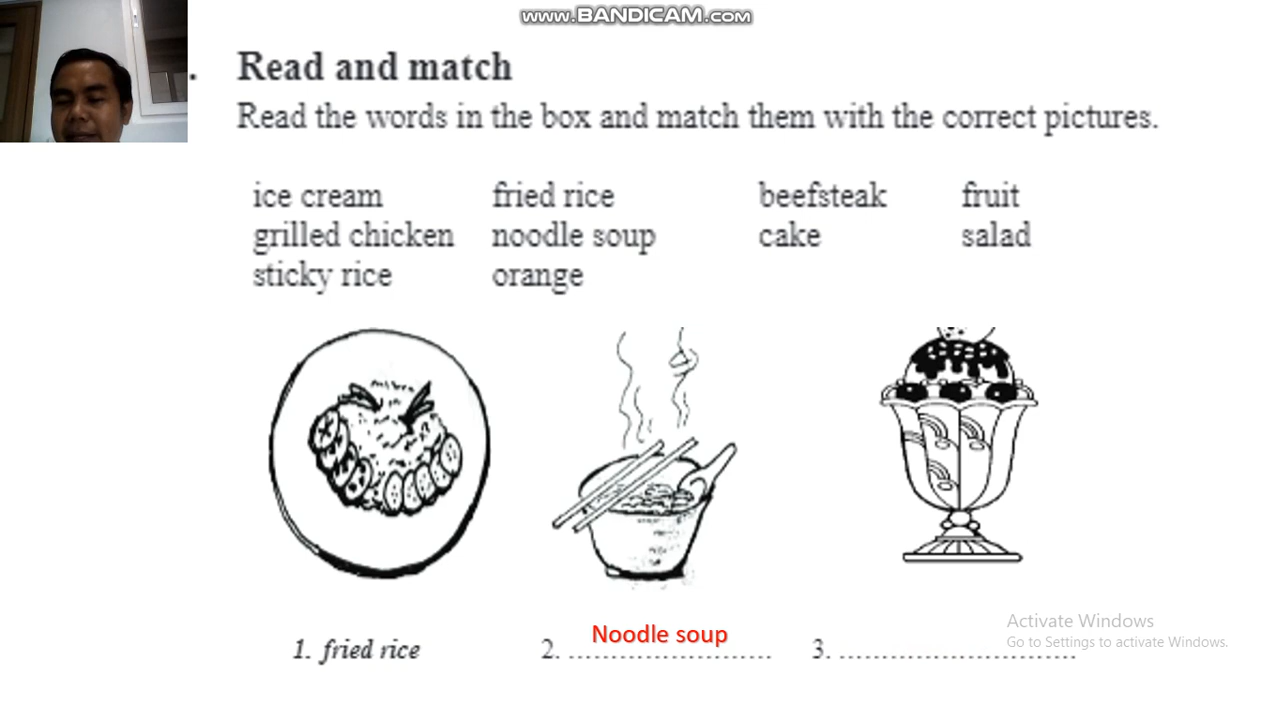 www.BANDICAM.com
. Read and match
Read the words in the box and match them with the correct pictures.
ice cream fried rice beefsteak fruit
grilled chicken noodle soup cake salad
sticky rice orange
1. fried rice
2. ........................ Noodle soup
3. ............................
Activate Windows
Go to Settings to activate Windows.